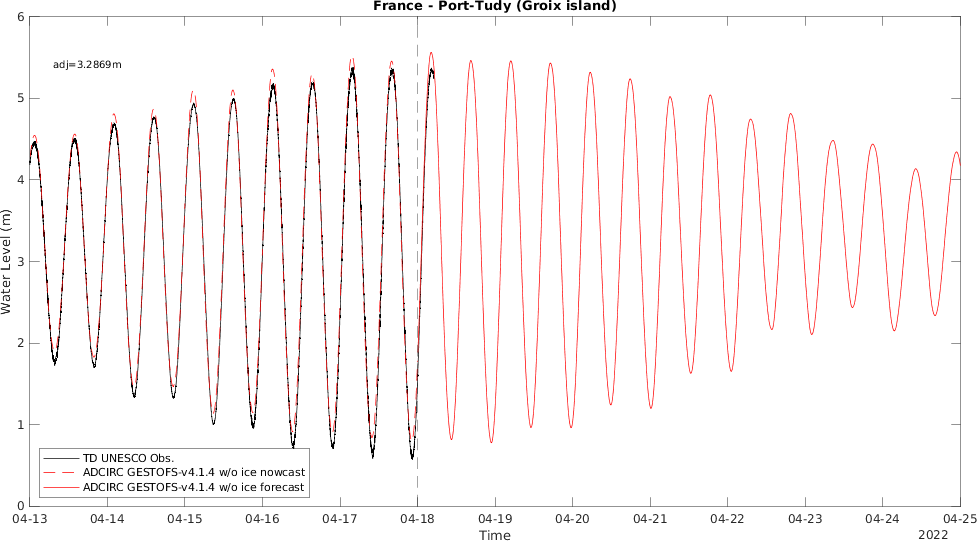 France - Port-Tudy (Groix island)
6
adj=3.2869m
5
4
3
2
1
0
Water Level (m)
TD UNESCO Obs.
ADCIRC GESTOFS-v4.1.4 w/o ice nowcast
ADCIRC GESTOFS-v4.1.4 w/o ice forecast
04-13 04-14 04-15 04-16 04-17 04-18 04-19 04-20 04-21 04-22 04-23 04-24 04-25
Time
2022